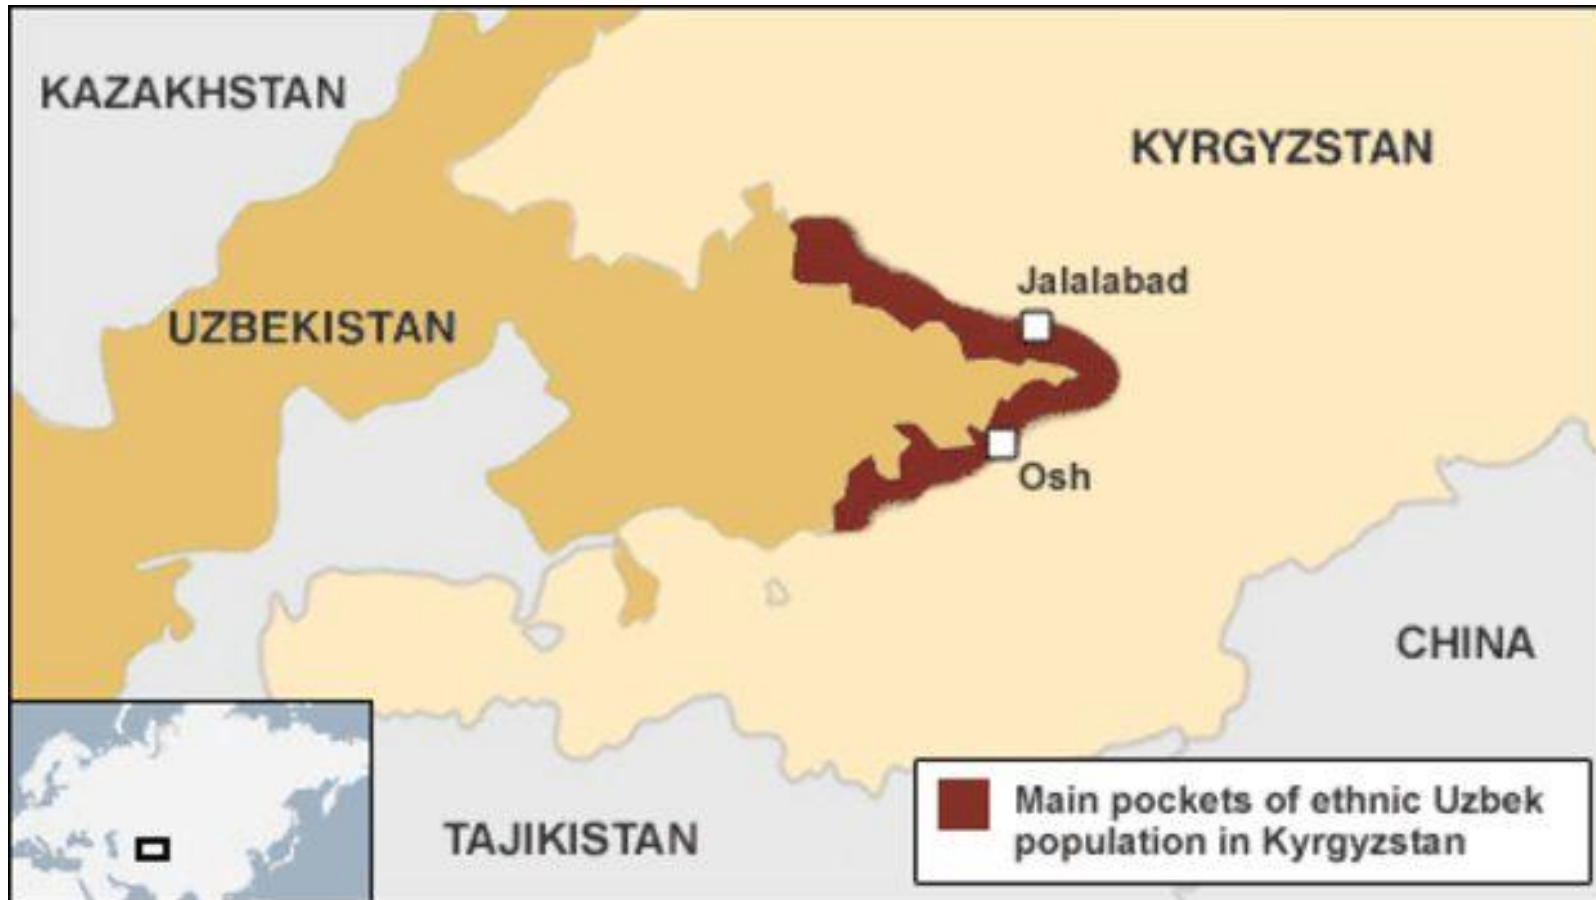 KAZAKHSTAN
KYRGYZSTAN
Jalalabad
UZBEKISTAN
Osh
CHINA
TAJIKISTAN
Main pockets of ethnic Uzbek
population in Kyrgyzstan